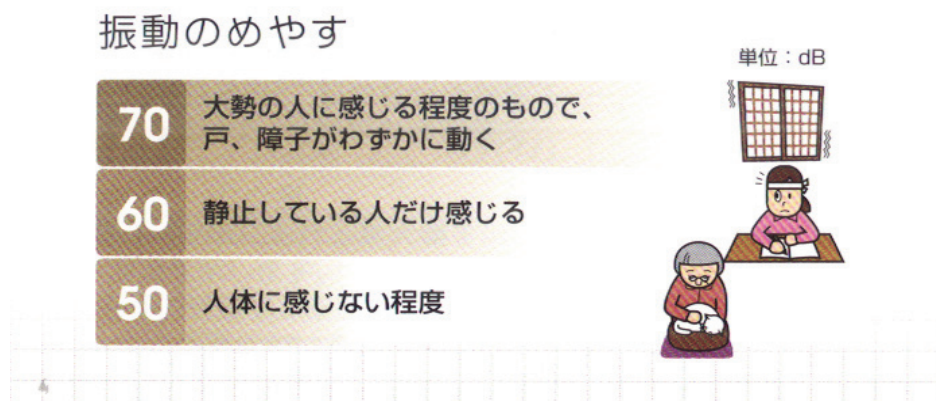 振動のめやす
単位：dB
70
大勢の人に感じる程度のもので、
戸、障子がわずかに動く
60
静止している人だけ感じる
50
人体に感じない程度